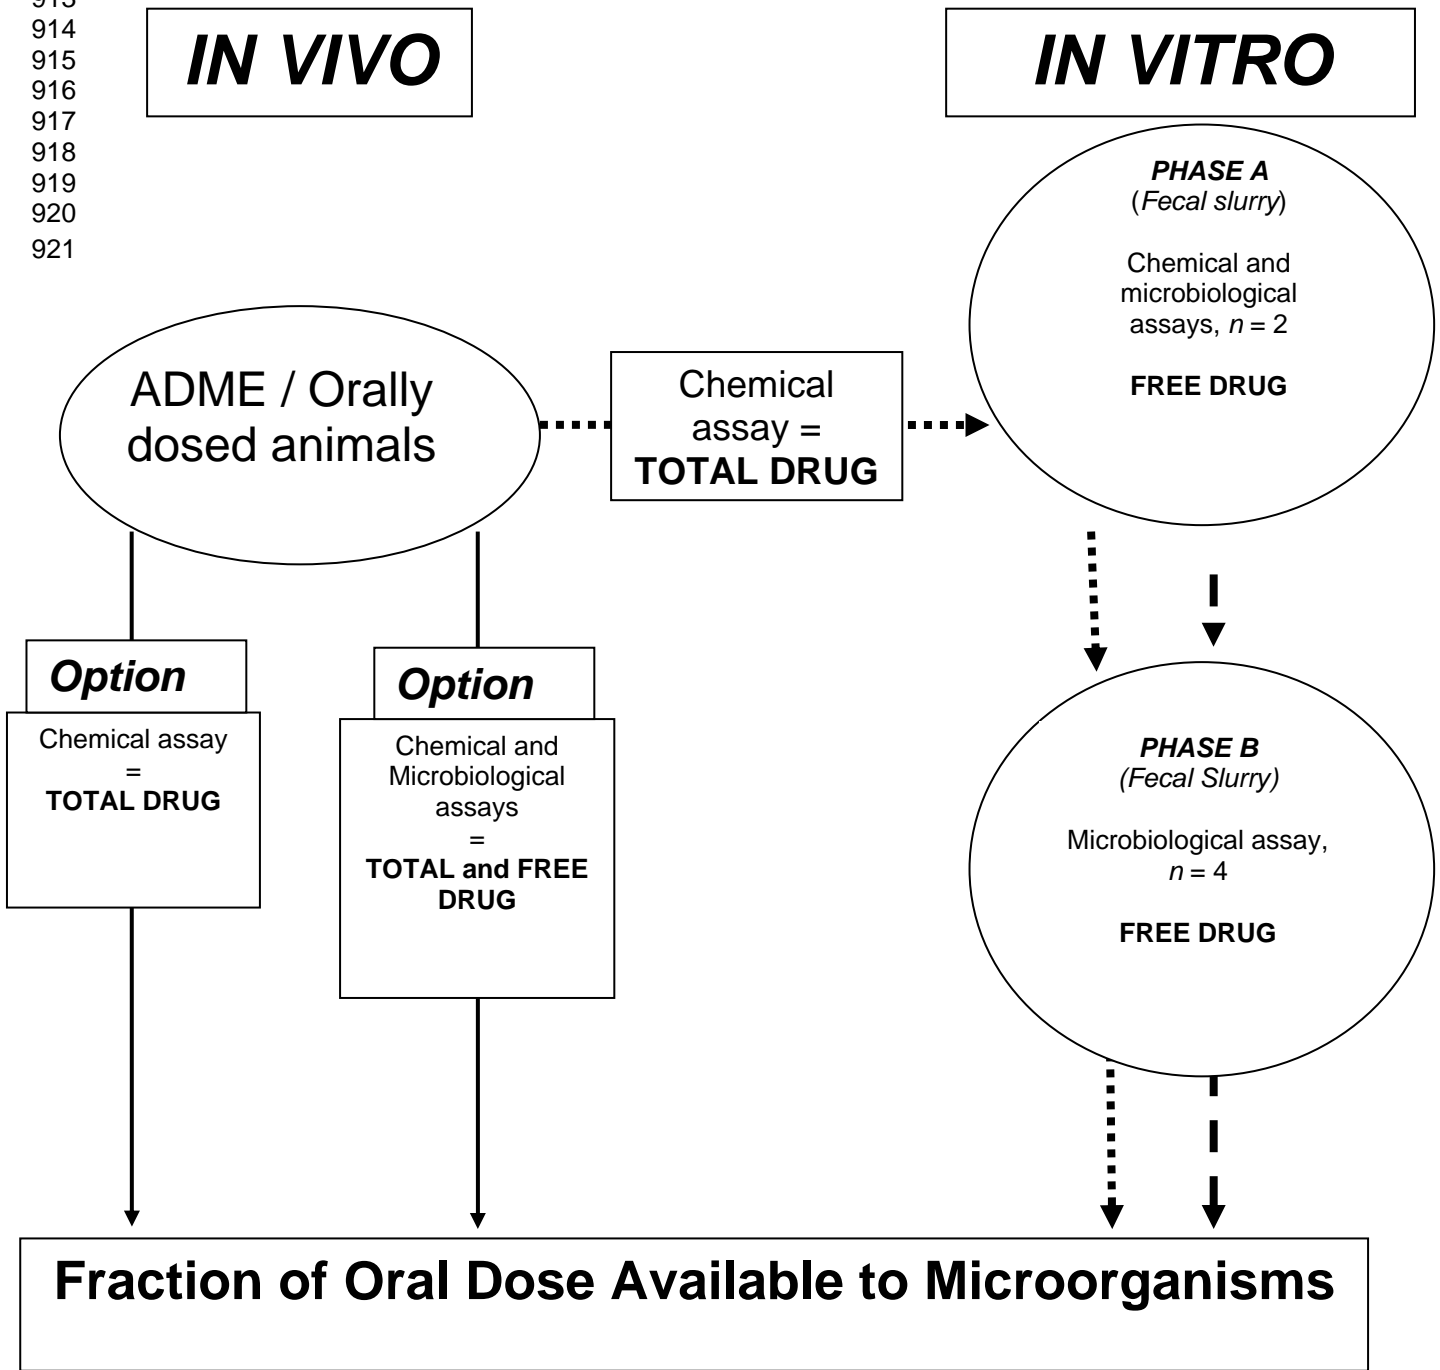 913
914
915
916
917
918
919
920
921
IN VIVO
IN VITRO
PHASE A
(Fecal slurry)
Chemical and
microbiological
assays, n = 2
FREE DRUG
ADME / Orally
dosed animals
Chemical
assay =
TOTAL DRUG
Option
Chemical assay
=
TOTAL DRUG
Option
Chemical and
Microbiological
assays
=
TOTAL and FREE
DRUG
PHASE B
(Fecal Slurry)
Microbiological assay,
n = 4
FREE DRUG
Fraction of Oral Dose Available to Microorganisms